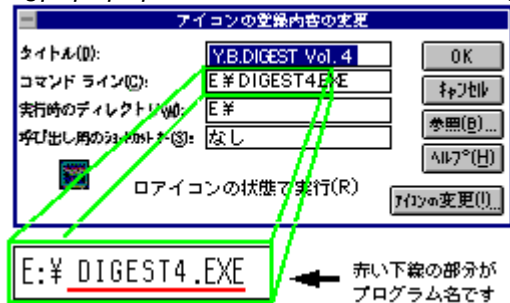 アイコンの登録内容の変更
タイトル(D): Y.B.DIGEST Vol. 4
コマンド ライン(C): E¥DIGEST4.EXE
実行時のディレクトリ(W): E¥
呼び出し用のショートカット キー(S): なし
ロアイコンの状態で実行(R)
OK
キャンセル
参照(B)...
ヘルプ(H)
アイコンの変更(I)...
E:¥ DIGEST4.EXE
赤い下線の部分が
プログラム名です